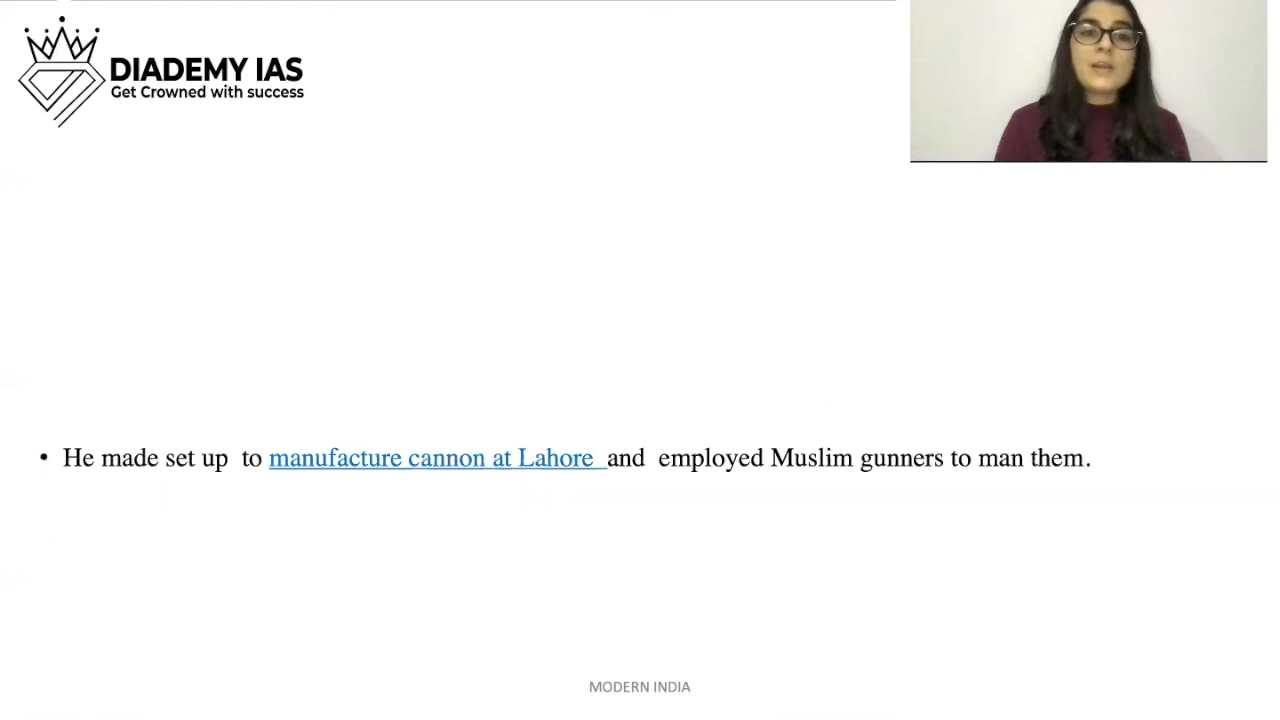 DIADEMY IAS
Get Crowned with success
• He made set up to manufacture cannon at Lahore and employed Muslim gunners to man them.
MODERN INDIA